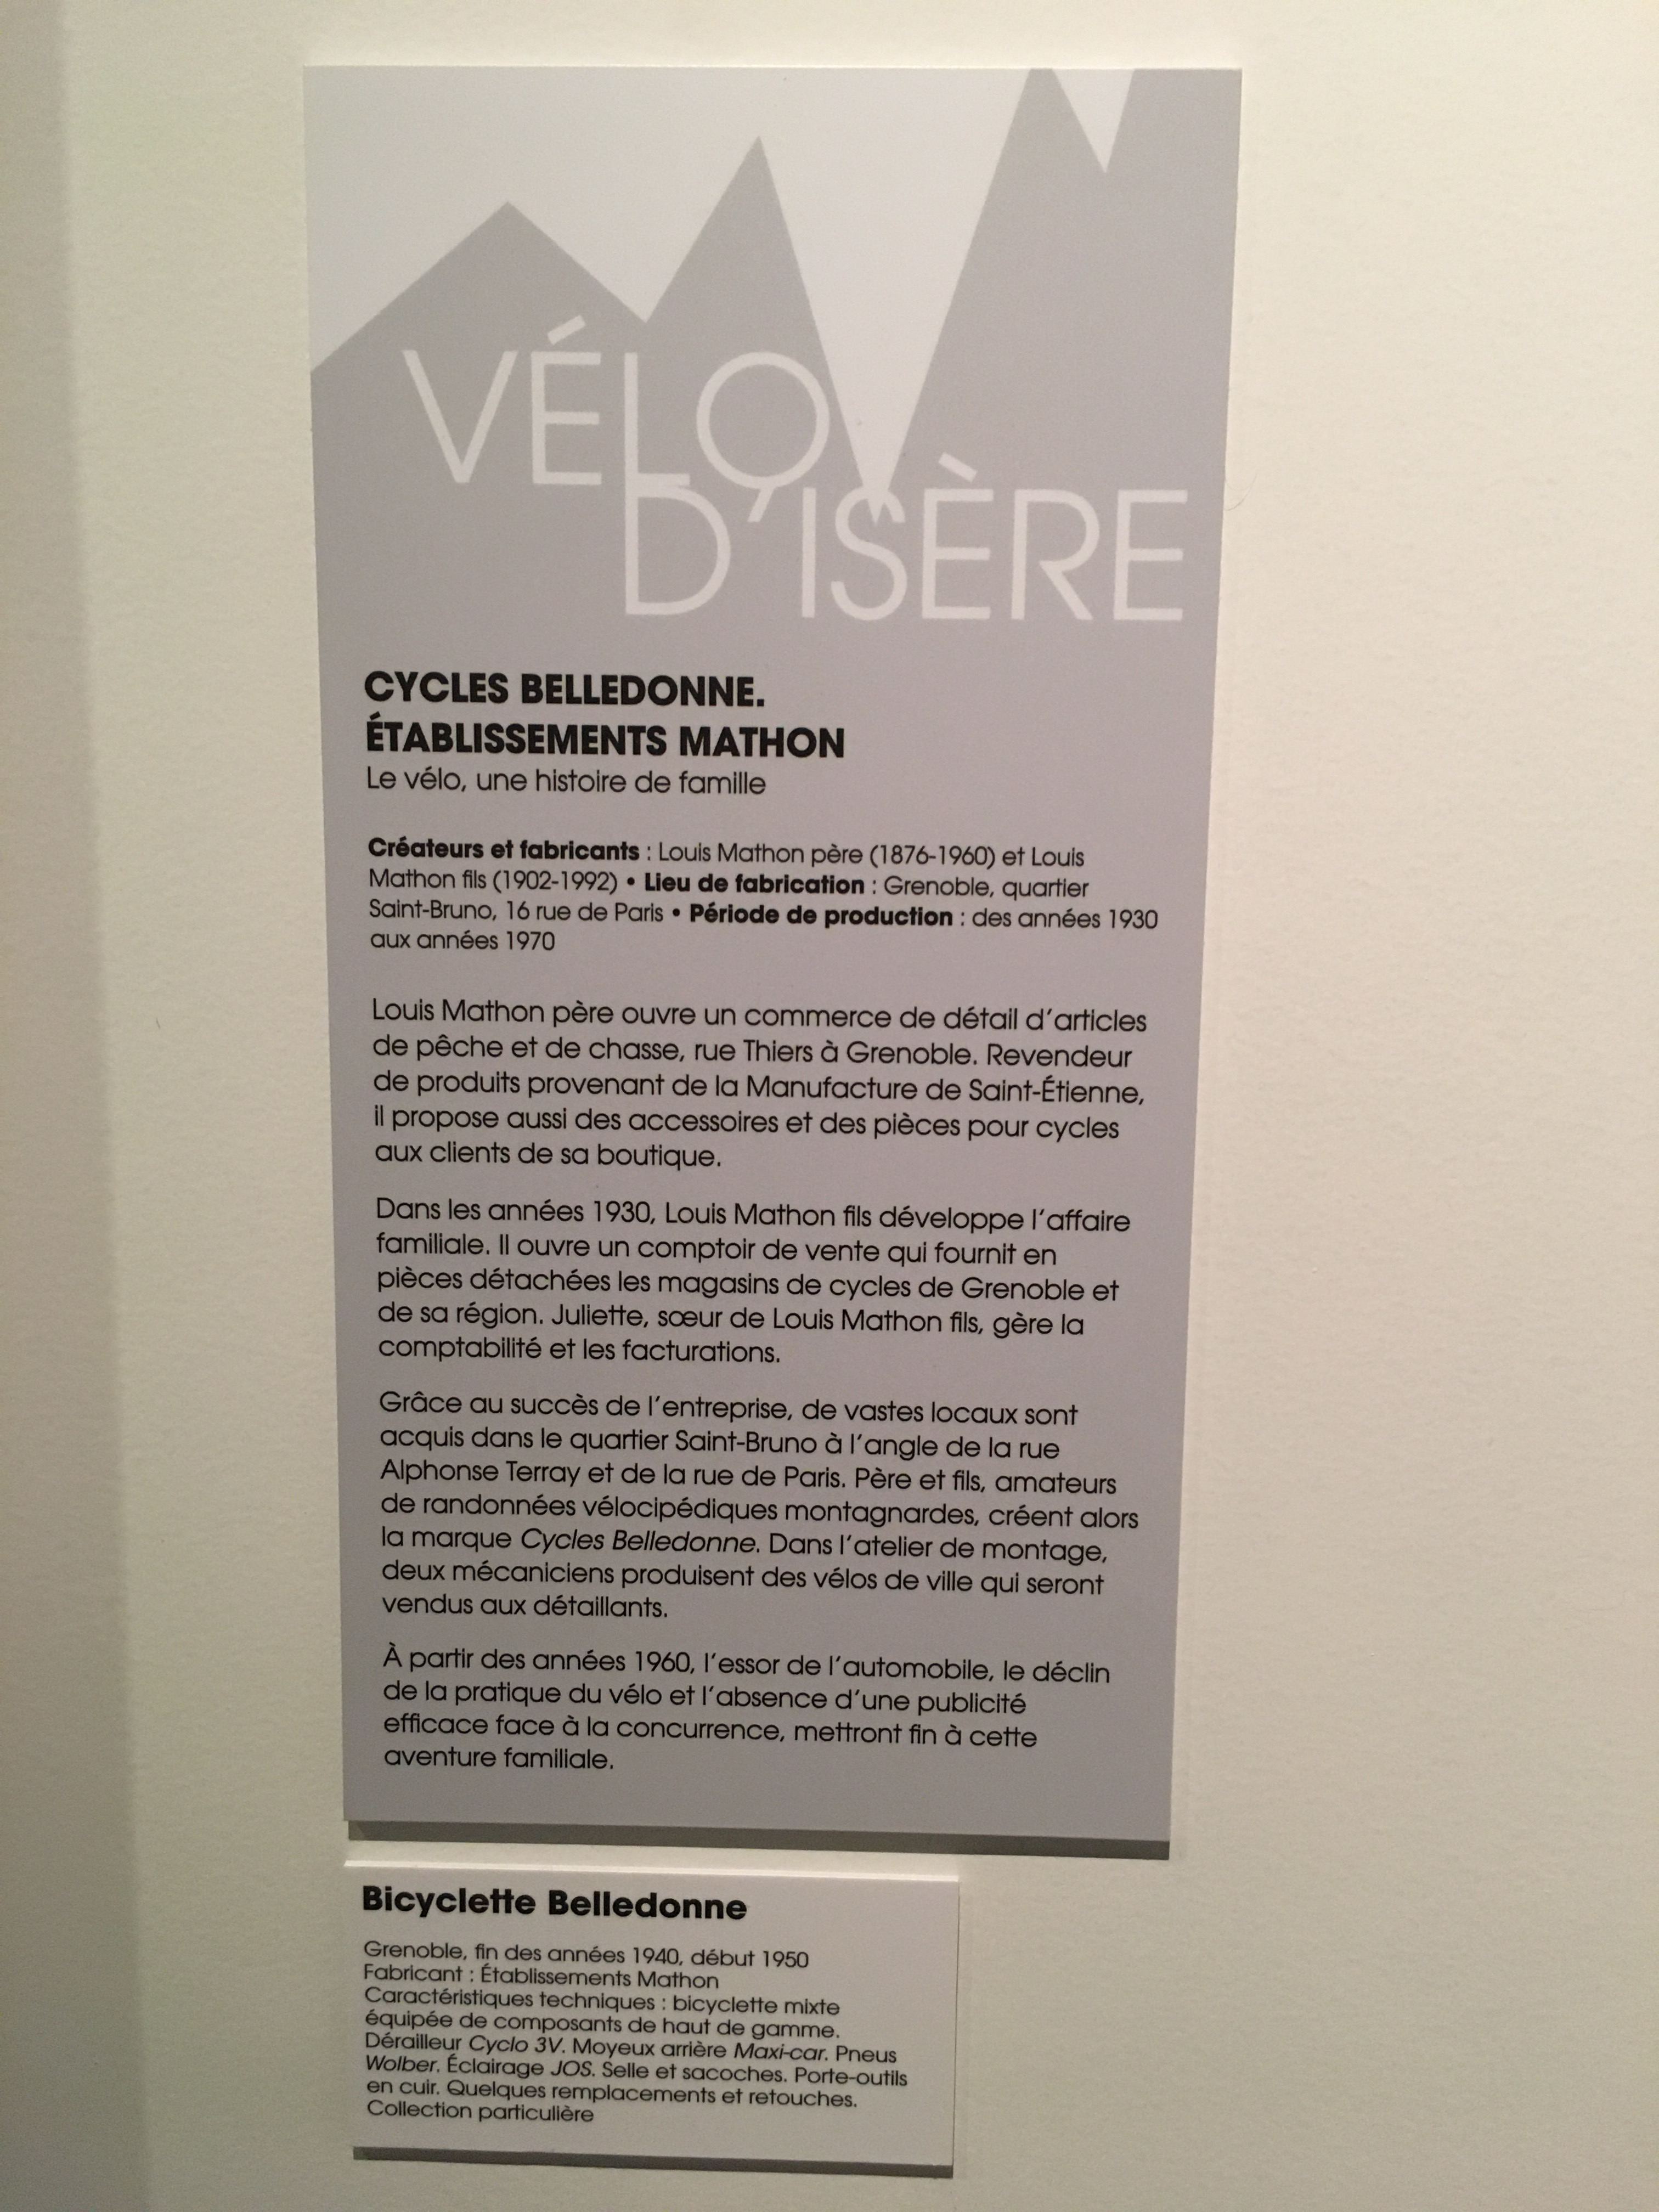 VÉLO
D'ISÈRE
CYCLES BELLEDONNE.
ÉTABLISSEMENTS MATHON
Le vélo, une histoire de famille
Créateurs et fabricants : Louis Mathon père (1876-1960) et Louis
Mathon fils (1902-1992) • Lieu de fabrication : Grenoble, quartier
Saint-Bruno, 16 rue de Paris • Période de production : des années 1930
aux années 1970
Louis Mathon père ouvre un commerce de détail d'articles
de pêche et de chasse, rue Thiers à Grenoble. Revendeur
de produits provenant de la Manufacture de Saint-Étienne,
il propose aussi des accessoires et des pièces pour cycles
aux clients de sa boutique.
Dans les années 1930, Louis Mathon fils développe l'affaire
familiale. Il ouvre un comptoir de vente qui fournit en
pièces détachées les magasins de cycles de Grenoble et
de sa région. Juliette, sœur de Louis Mathon fils, gère la
comptabilité et les facturations.
Grâce au succès de l'entreprise, de vastes locaux sont
acquis dans le quartier Saint-Bruno à l'angle de la rue
Alphonse Terray et de la rue de Paris. Père et fils, amateurs
de randonnées vélocipédiques montagnardes, créent alors
la marque Cycles Belledonne. Dans l'atelier de montage,
deux mécaniciens produisent des vélos de ville qui seront
vendus aux détaillants.
À partir des années 1960, l'essor de l'automobile, le déclin
de la pratique du vélo et l'absence d'une publicité
efficace face à la concurrence, mettront fin à cette
aventure familiale.
Bicyclette Belledonne
Grenoble, fin des années 1940, début 1950
Fabricant : Établissements Mathon
Caractéristiques techniques : bicyclette mixte
équipée de composants de haut de gamme.
Dérailleur Cyclo 3V. Moyeux arrière Maxi-car. Pneus
Wolber. Éclairage JOS. Selle et sacoches. Porte-outils
en cuir. Quelques remplacements et retouches.
Collection particulière